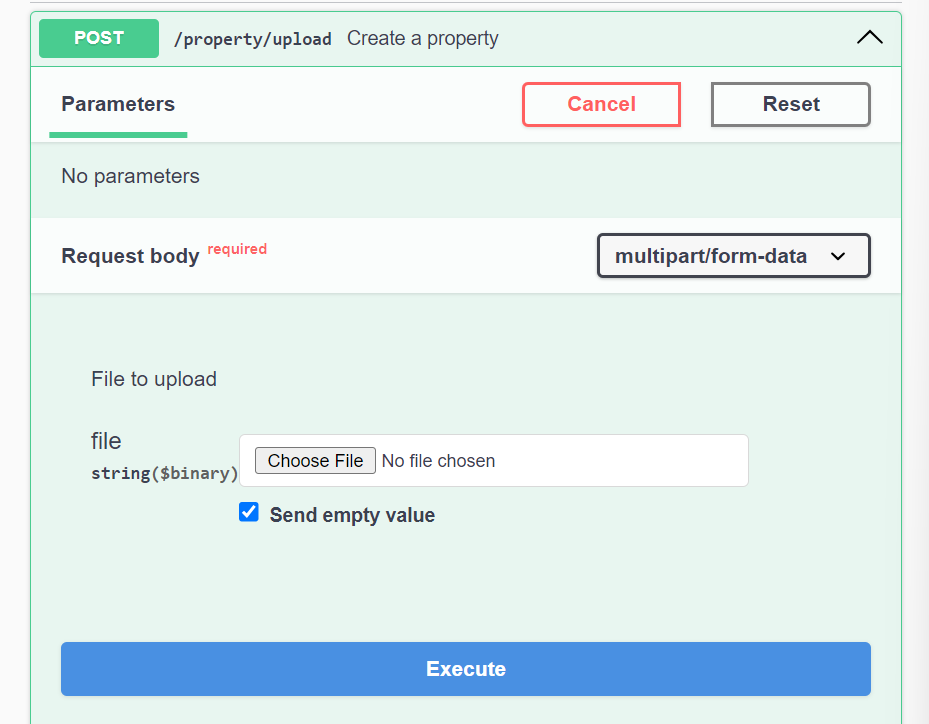 POST /property/upload Create a property
Parameters Cancel Reset
No parameters
Request body required multipart/form-data
File to upload
file
string($binary)
Choose File No file chosen
Send empty value
Execute